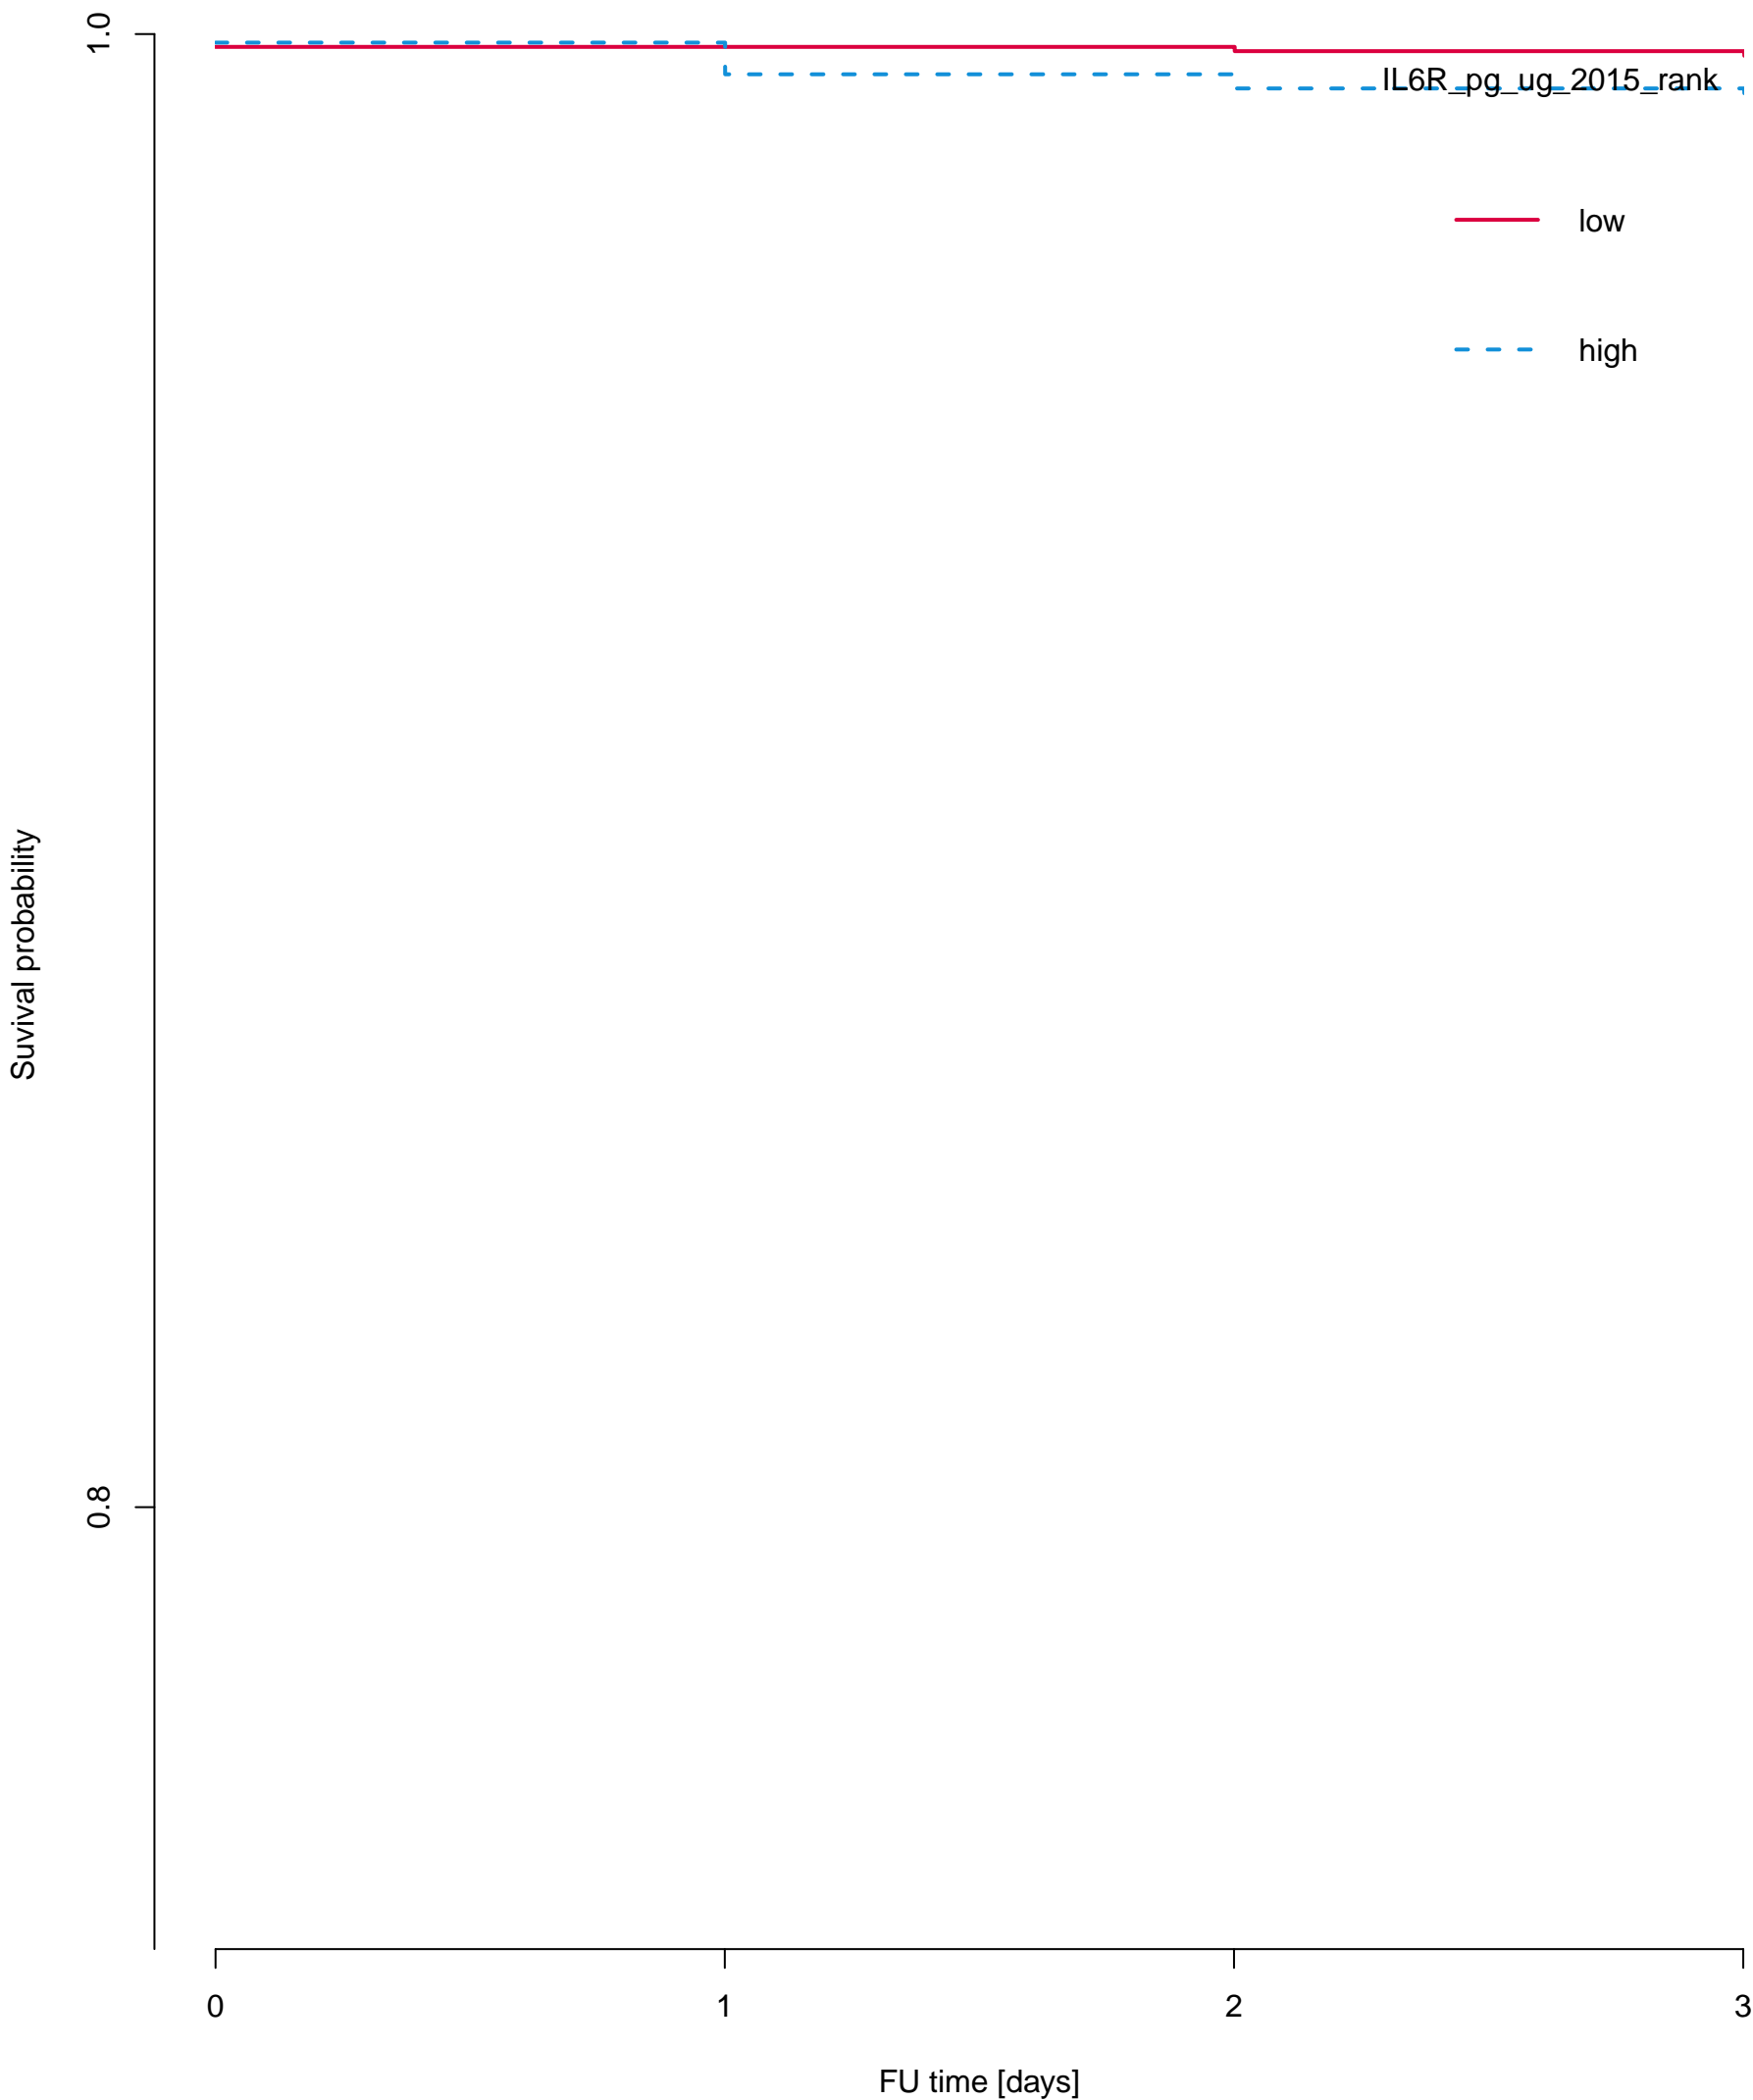 1.0
0.8
Suvival probability
IL6R_pg_ug_2015_rank
low
high
0 1 2 3
FU time [days]